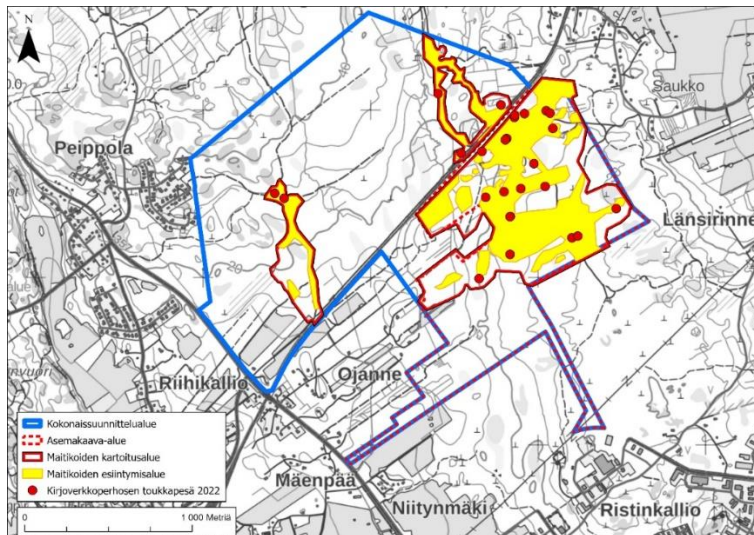 N
Saukko
Peippola
Länsirinne
Riihikallio
Ojanne
Mäenpää
Niitynmäki
Ristinkallio
Kokonaissuunnittelualue
Asemakaava-alue
Maitikoiden kartoitusalue
Maitikoiden esiintymisalue
Kirjoverkkoperhosen toukkapesä 2022
0 1 000 Metriä